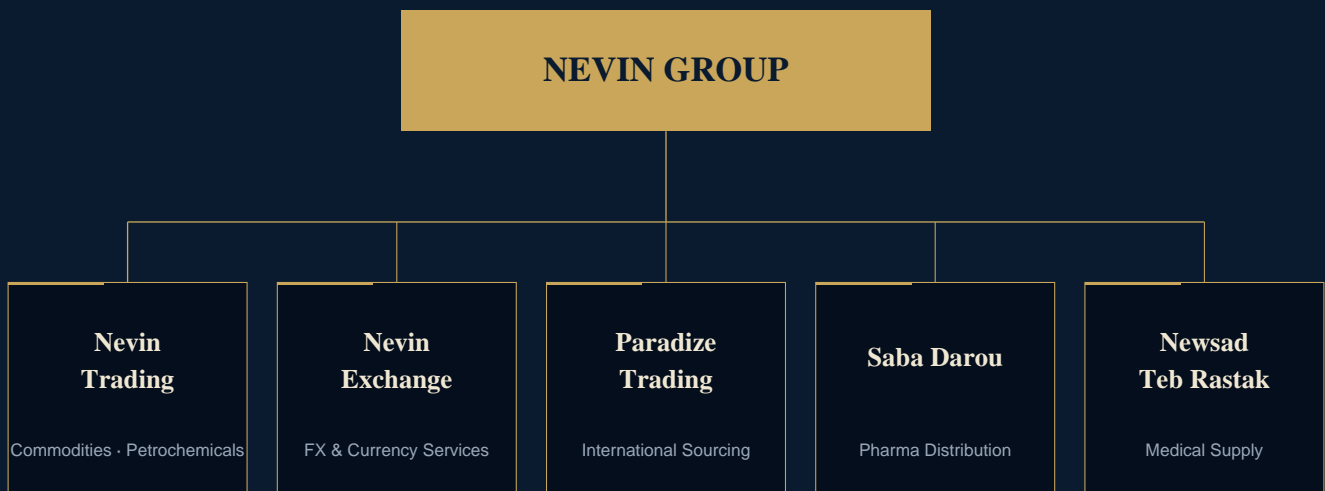 NEVIN GROUP
Nevin
Trading
Commodities · Petrochemicals
Nevin
Exchange
FX & Currency Services
Paradize
Trading
International Sourcing
Saba Darou
Pharma Distribution
Newsad
Teb Rastak
Medical Supply